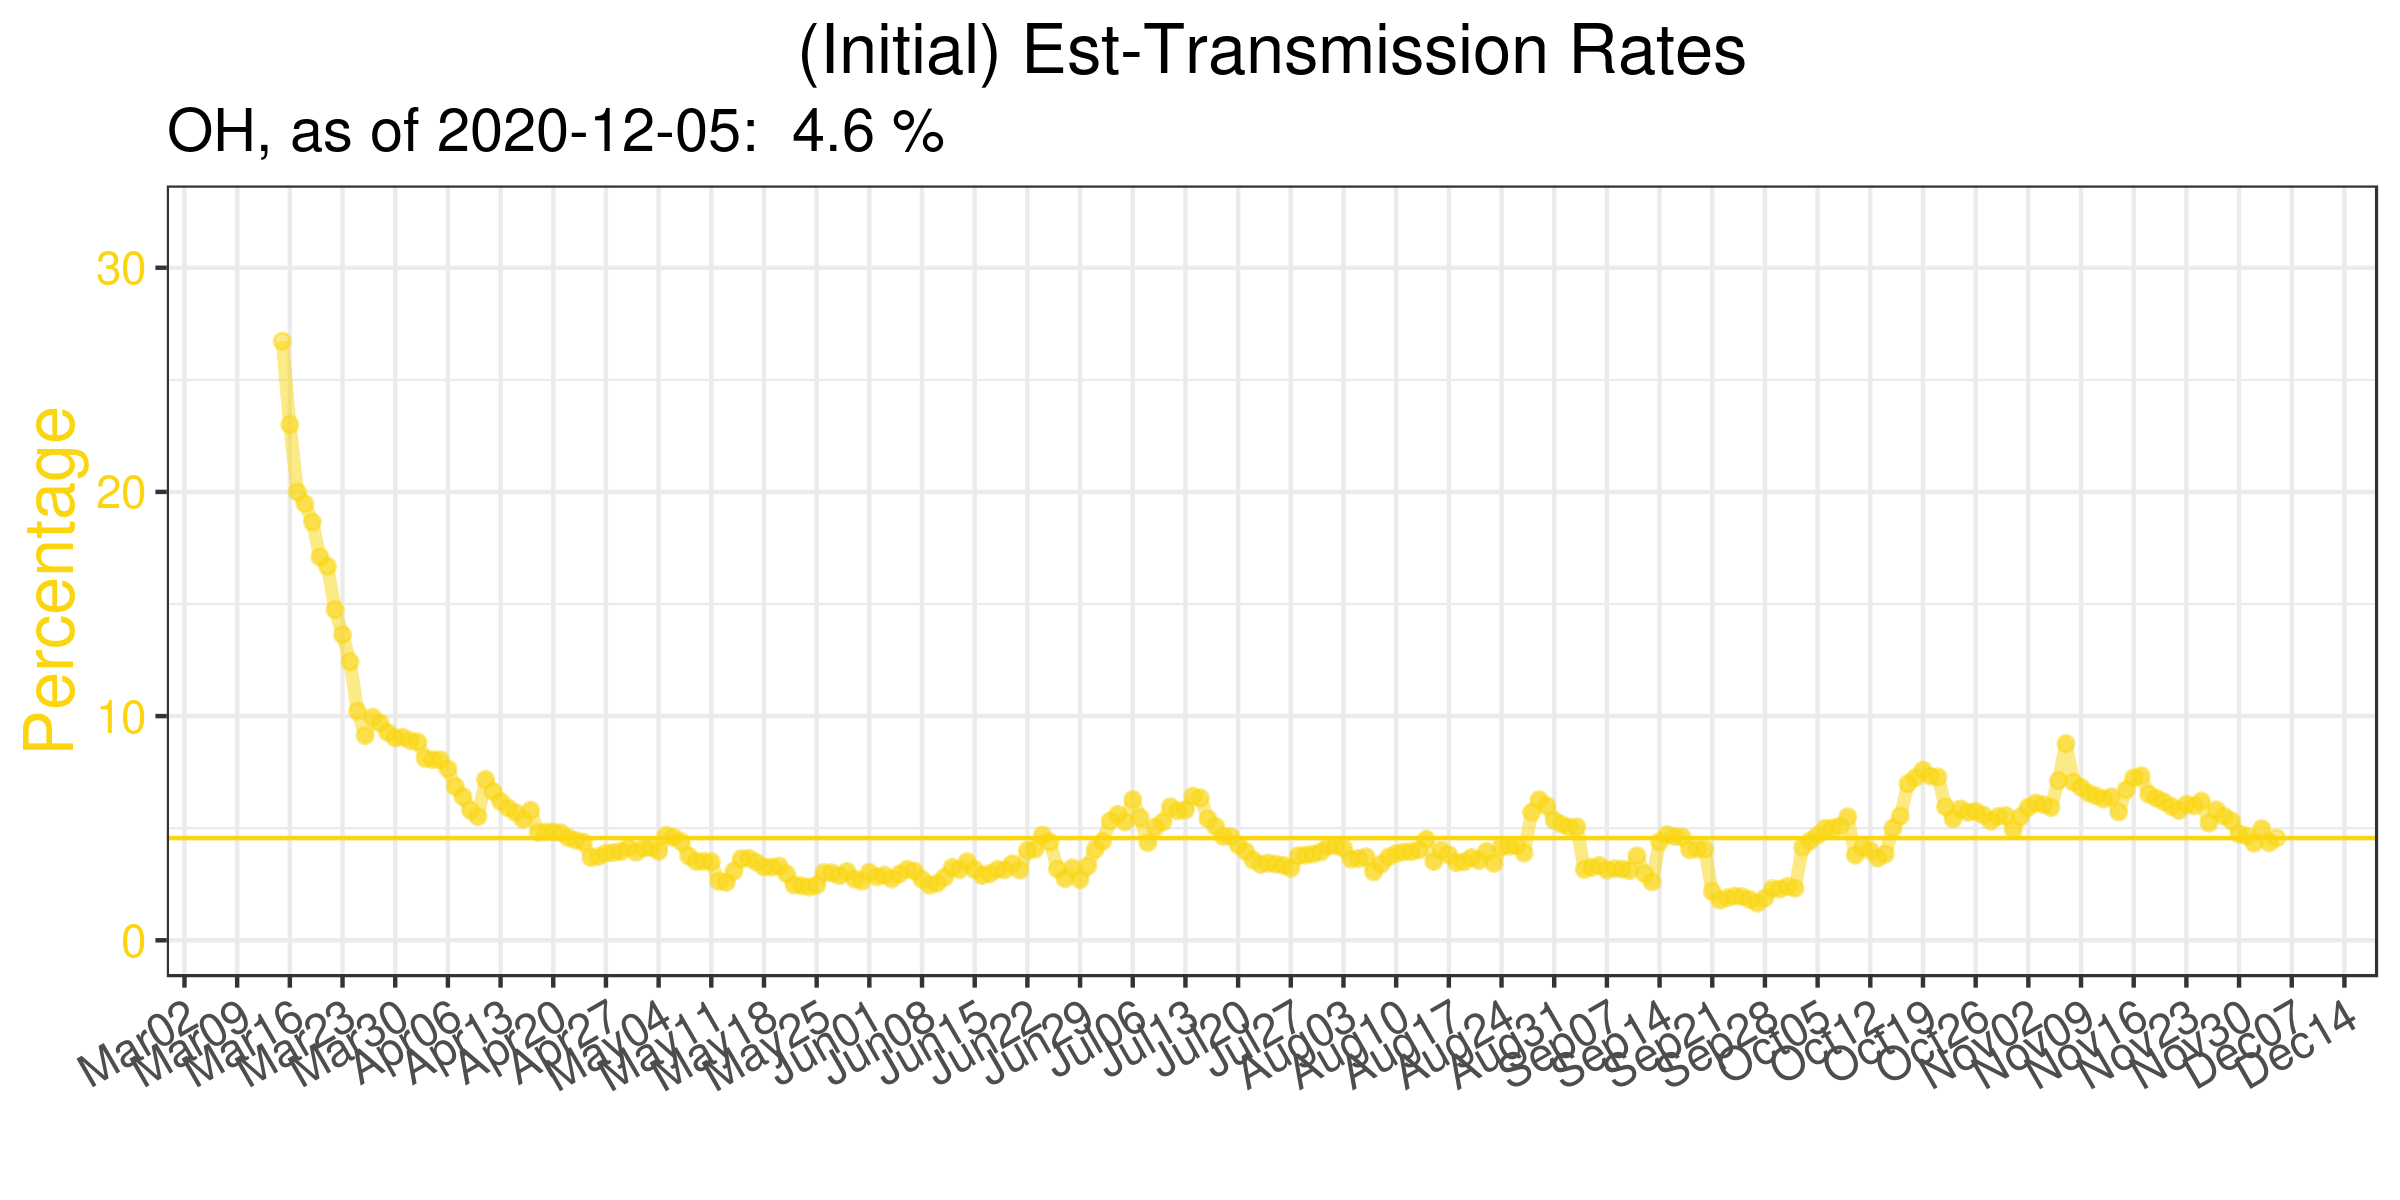 (Initial) Est-Transmission Rates
OH, as of 2020-12-05:  4.6 %
Percentage
30
20
10
0
Mar02
Mar09
Mar16
Mar23
Mar30
Apr06
Apr13
Apr20
Apr27
May04
May11
May18
May25
Jun01
Jun08
Jun15
Jun22
Jun29
Jul06
Jul13
Jul20
Jul27
Aug03
Aug10
Aug17
Aug24
Aug31
Sep07
Sep14
Sep21
Sep28
Oct05
Oct12
Oct19
Oct26
Nov02
Nov09
Nov16
Nov23
Nov30
Dec07
Dec14